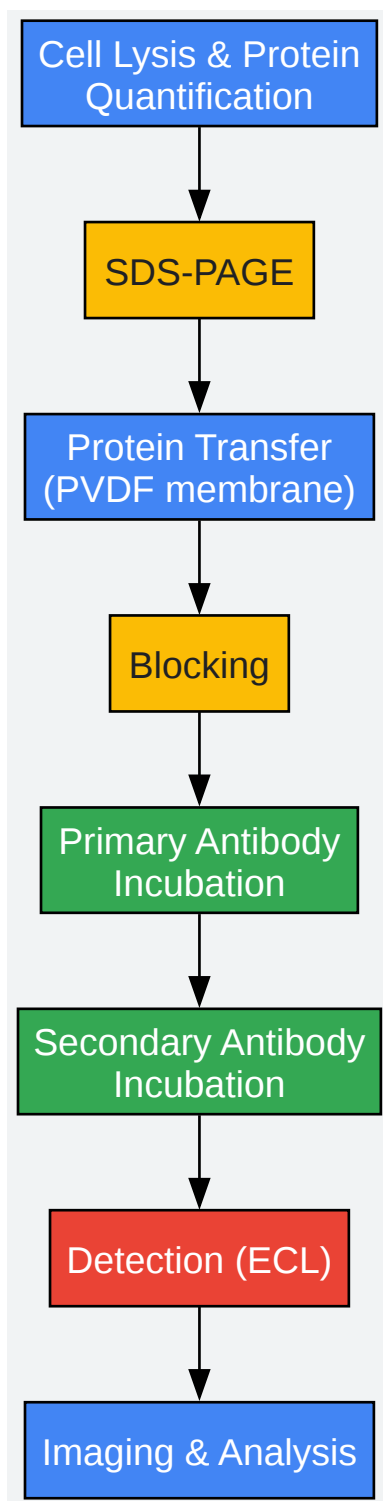 Cell Lysis & Protein
Quantification
SDS-PAGE
Protein Transfer
(PVDF membrane)
Blocking
Primary Antibody
Incubation
Secondary Antibody
Incubation
Detection (ECL)
Imaging & Analysis